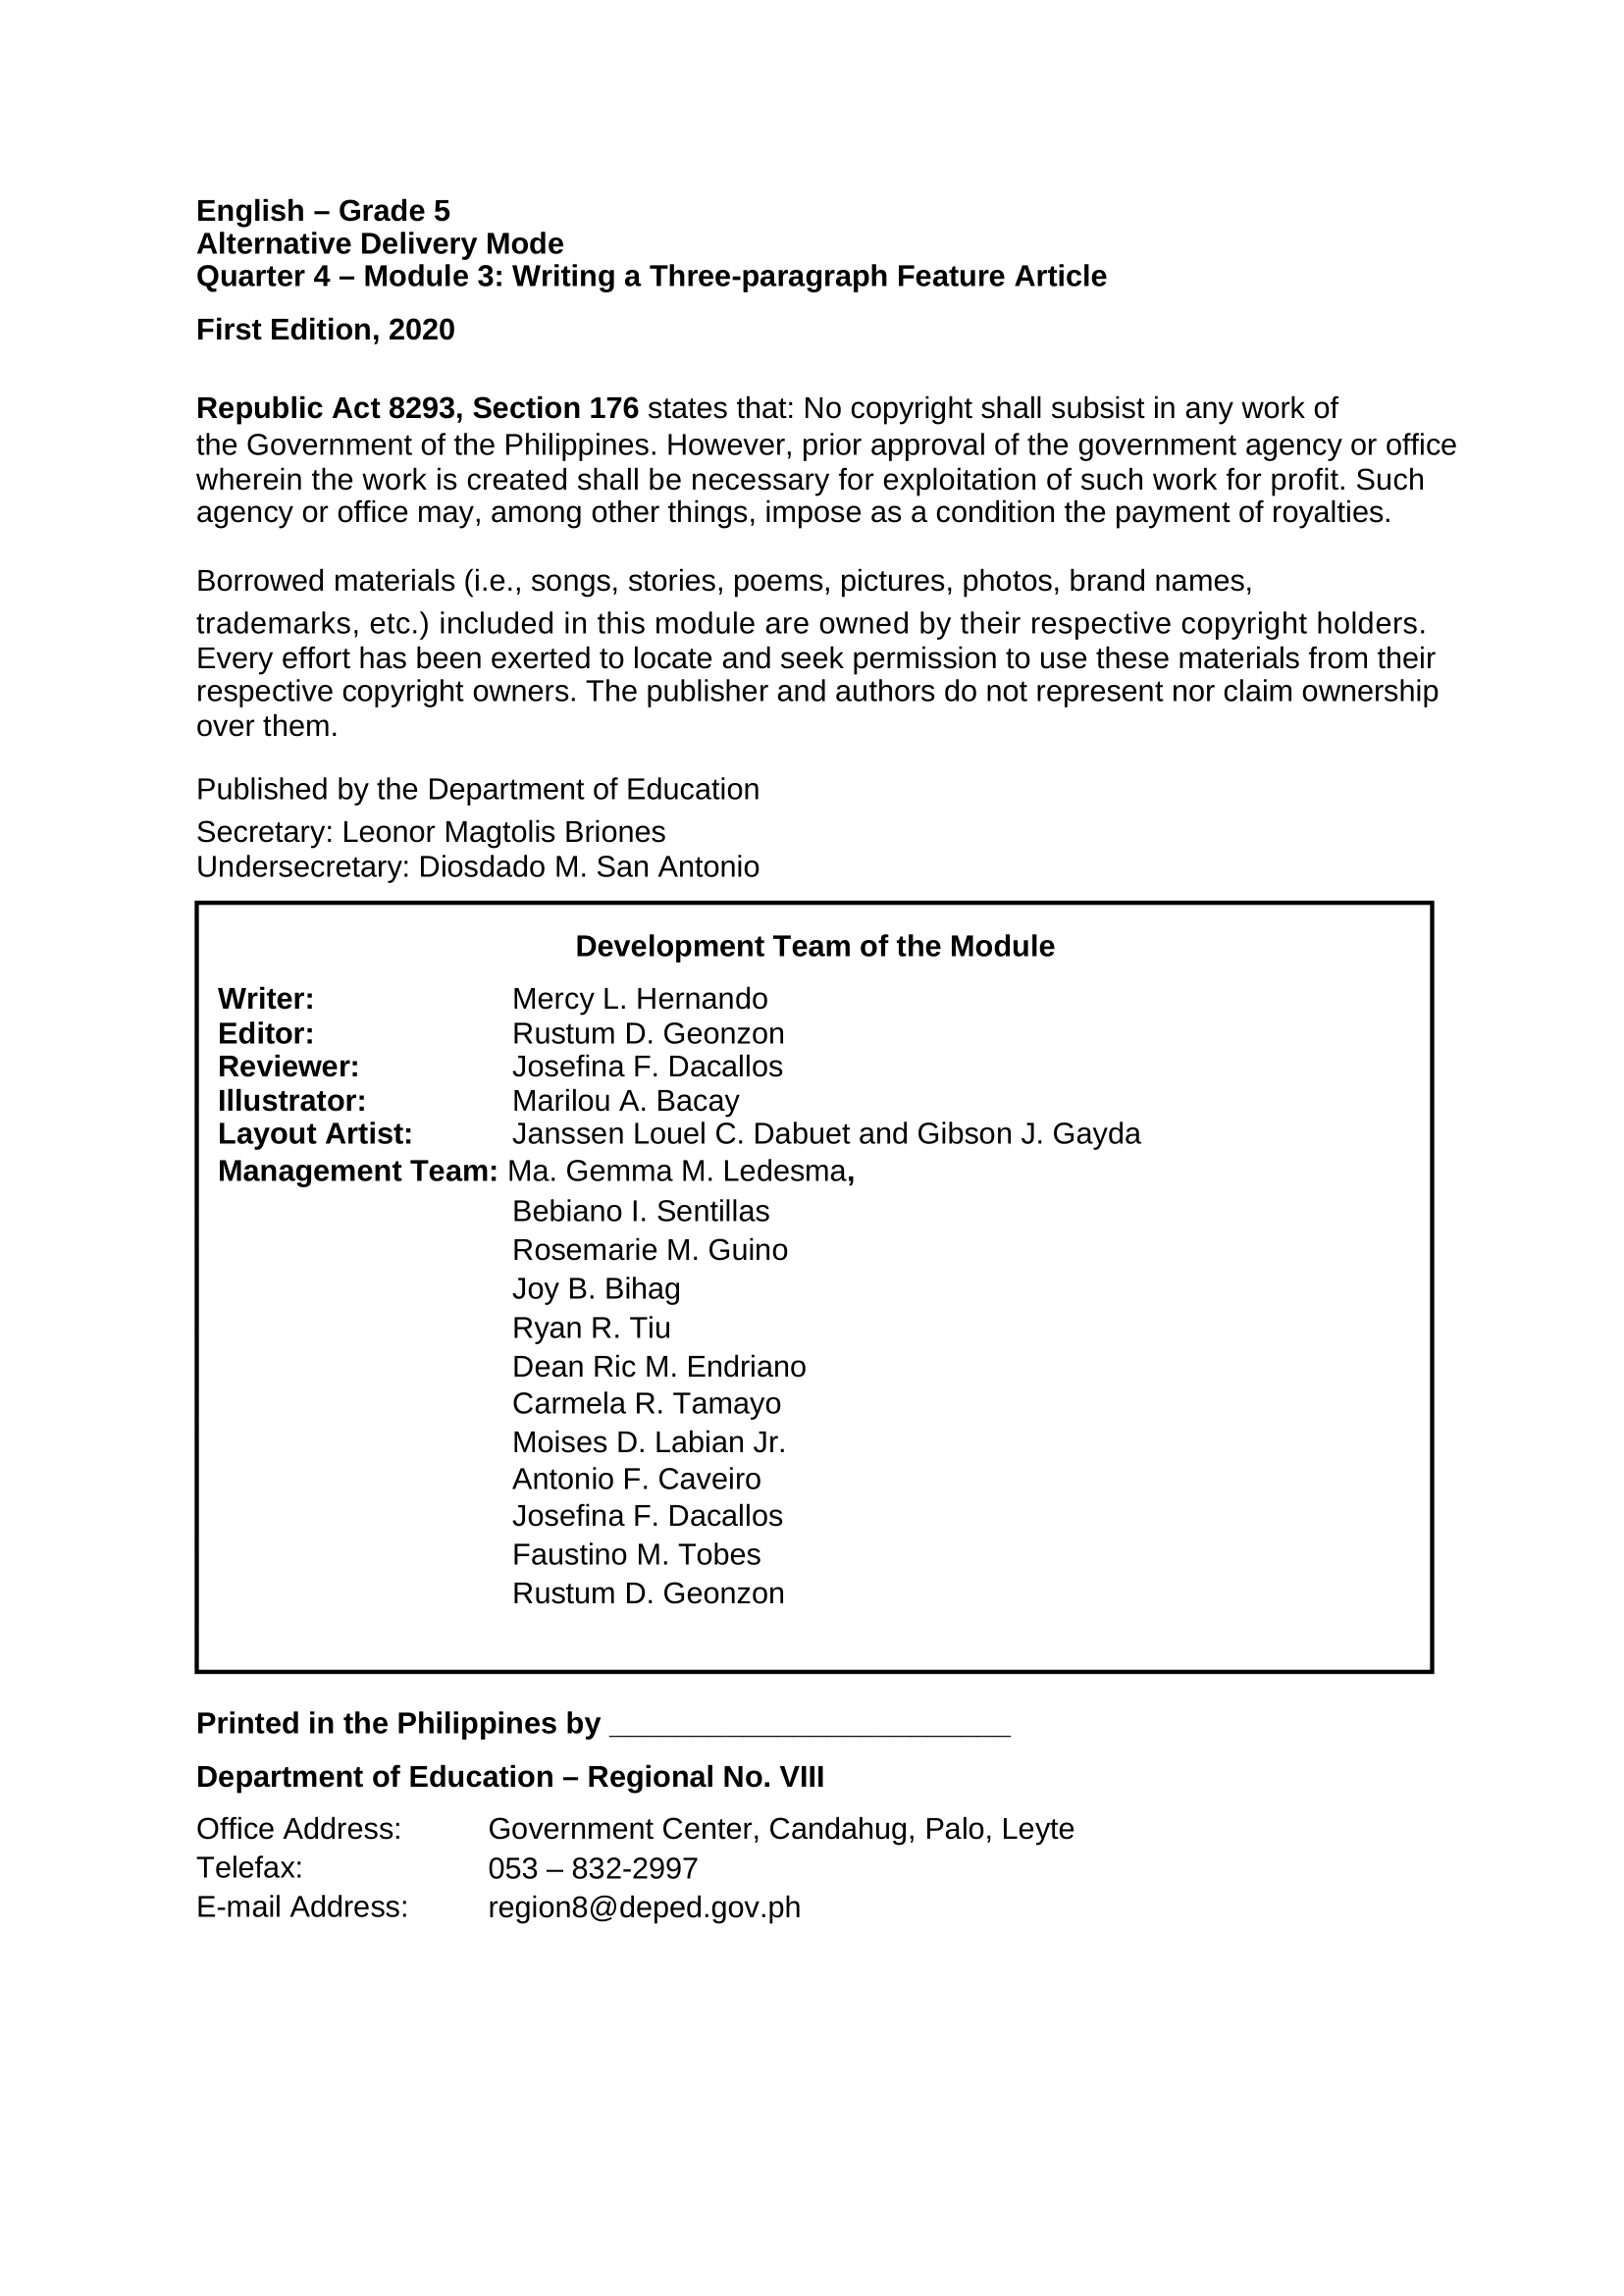 English – Grade 5
Alternative Delivery Mode
Quarter 4 – Module 3: Writing a Three-paragraph Feature Article
First Edition, 2020
Republic Act 8293, Section 176 states that: No copyright shall subsist in any work of
the Government of the Philippines. However, prior approval of the government agency or office
wherein the work is created shall be necessary for exploitation of such work for profit. Such
agency or office may, among other things, impose as a condition the payment of royalties.
Borrowed materials (i.e., songs, stories, poems, pictures, photos, brand names,
trademarks, etc.) included in this module are owned by their respective copyright holders.
Every effort has been exerted to locate and seek permission to use these materials from their
respective copyright owners. The publisher and authors do not represent nor claim ownership
over them.
Published by the Department of Education
Secretary: Leonor Magtolis Briones
Undersecretary: Diosdado M. San Antonio
Development Team of the Module
Writer: Mercy L. Hernando
Editor: Rustum D. Geonzon
Reviewer: Josefina F. Dacallos
Illustrator: Marilou A. Bacay
Layout Artist: Janssen Louel C. Dabuet and Gibson J. Gayda
Management Team: Ma. Gemma M. Ledesma,
Bebiano I. Sentillas
Rosemarie M. Guino
Joy B. Bihag
Ryan R. Tiu
Dean Ric M. Endriano
Carmela R. Tamayo
Moises D. Labian Jr.
Antonio F. Caveiro
Josefina F. Dacallos
Faustino M. Tobes
Rustum D. Geonzon
Printed in the Philippines by ________________________
Department of Education – Regional No. VIII
Office Address: Government Center, Candahug, Palo, Leyte
Telefax: 053 – 832-2997
E-mail Address: region8@deped.gov.ph